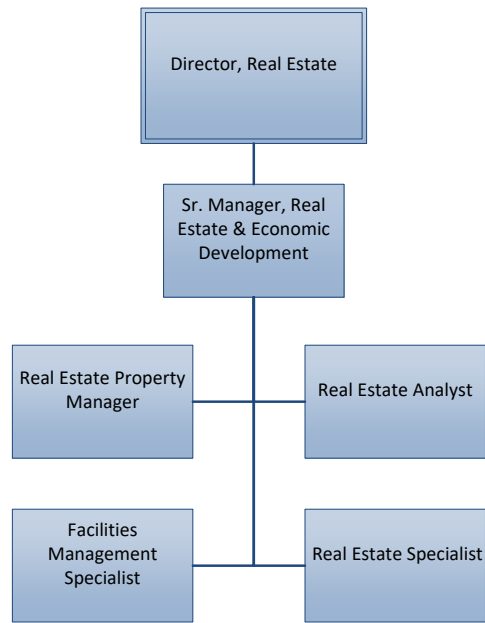 Director, Real Estate
Sr. Manager, Real
Estate & Economic
Development
Real Estate Property
Manager
Real Estate Analyst
Facilities
Management
Specialist
Real Estate Specialist